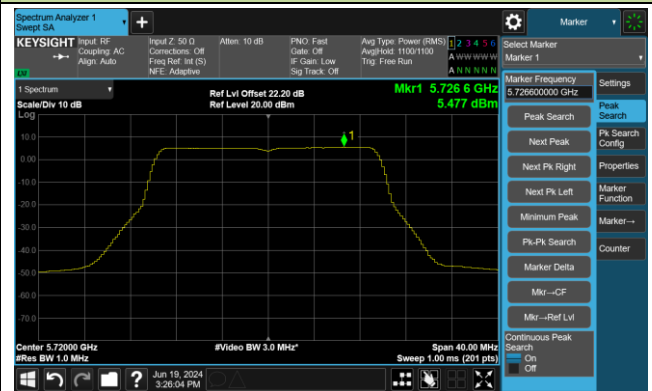 Spectrum Analyzer 1
Swept SA
Marker
KEYSIGHT
Input: RF
Coupling: AC
Align: Auto
Input Z: 50 Ω
Corrections: Off
Freq Ref: Int (S)
NFE: Adaptive
Atten: 10 dB
PNO: Fast
Gate: Off
IF Gain: Low
Sig Track: Off
Avg Type: Power (RMS)
Avg|Hold: 1100/1100
Trig: Free Run
1 2 3 4 5 6
A W W W W W
A N N N N N
LXI
Select Marker
Marker 1
1 Spectrum
Scale/Div 10 dB
Ref Lvl Offset 22.20 dB
Ref Level 20.00 dBm
Mkr1 5.726 6 GHz
5.477 dBm
Log
10.0
0.00
-10.0
-20.0
-30.0
-40.0
-50.0
-60.0
-70.0
1
Center 5.72000 GHz
#Res BW 1.0 MHz
#Video BW 3.0 MHz*
Span 40.00 MHz
Sweep 1.00 ms (201 pts)
Marker Frequency
5.726600000 GHz
Peak Search
Next Peak
Next Pk Right
Next Pk Left
Minimum Peak
Pk-Pk Search
Marker Delta
Mkr→CF
Mkr→Ref Lvl
Continuous Peak
Search
On
Off
Settings
Peak
Search
Pk Search
Config
Properties
Marker
Function
Marker→
Counter
?
Jun 19, 2024
3:26:04 PM